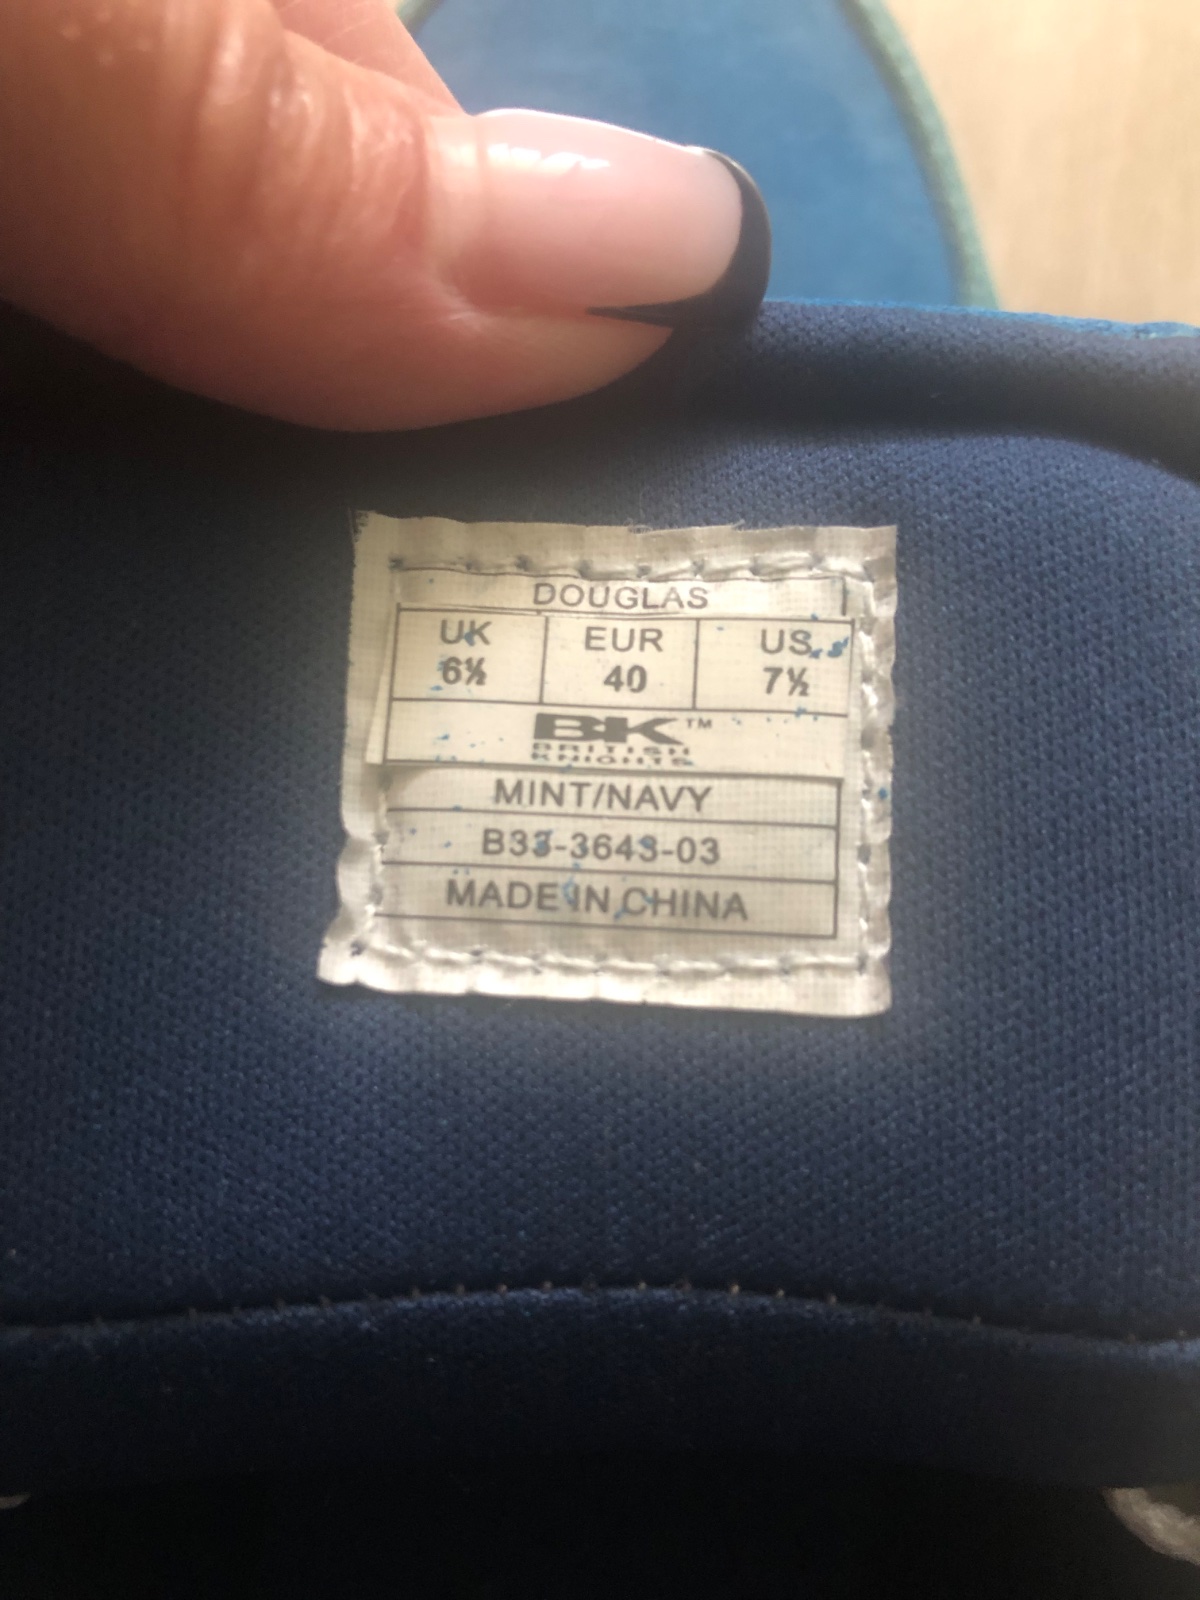 DOUGLAS
UK EUR US
6½ 40 7½
BK™
BRITISH
KNIGHTS
MINT/NAVY
B33-3643-03
MADE IN CHINA